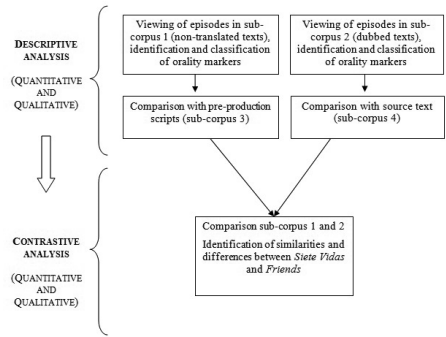 Viewing of episodes in sub-
corpus 1 (non-translated texts),
identification and classification
of orality markers
Viewing of episodes in sub-
corpus 2 (dubbed texts),
identification and classification
of orality markers
DESCRIPTIVE
ANALYSIS
(QUANTITATIVE
AND
QUALITATIVE)
Comparison with pre-production
scripts (sub-corpus 3)
Comparison with source text
(sub-corpus 4)
CONTRASTIVE
ANALYSIS
(QUANTITATIVE
AND
QUALITATIVE)
Comparison sub-corpus 1 and 2
Identification of similarities and
differences between Siete Vidas
and Friends